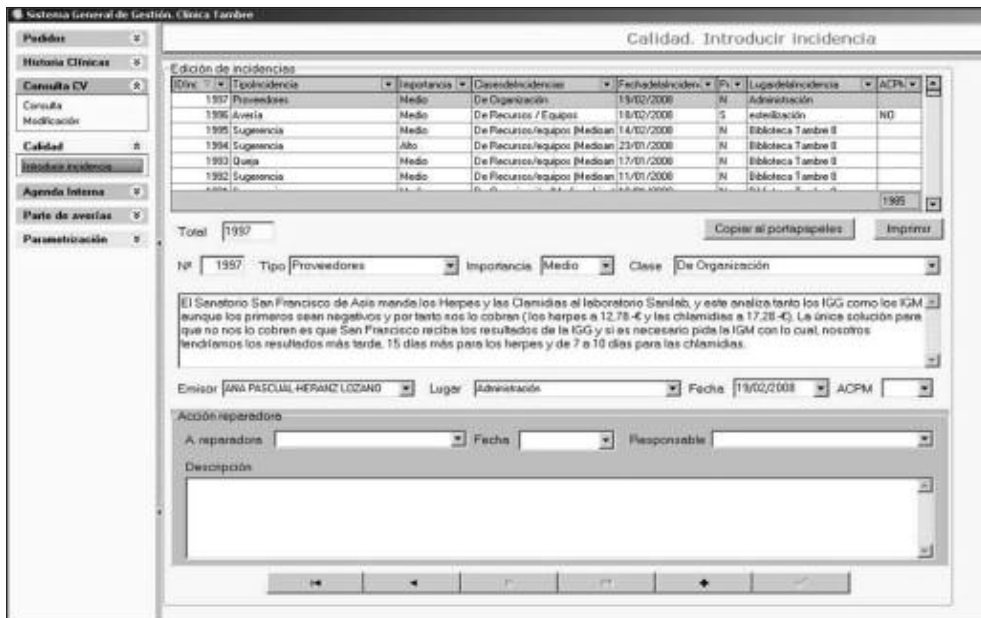 Sistema General de Gestión. Clínica Tambre
Pedidos
Historia Clínicas
Consulta CV
Consulta
Modificación
Calidad
Introducir incidencia
Agenda Interna
Parte de averías
Parametrización
Calidad. Introducir incidencia
Edición de incidencias
IDInc TipoIncidencia Importancia ClasesdeIncidencias FechadelaIncidenc LugardelaIncidencia ACPM
1997 Proveedores Medio De Organización 19/02/2008 N Administración
1996 Avería Medio De Recursos / Equipos 18/02/2008 S esterilización NO
1995 Sugerencia Medio De Recursos/equipos (Medioam 14/02/2008 N Biblioteca Tambre II
1994 Sugerencia Alto De Recursos/equipos (Medioam 23/01/2008 N Biblioteca Tambre II
1993 Queja Medio De Recursos/equipos (Medioam 17/01/2008 N Biblioteca Tambre II
1992 Sugerencia Medio De Recursos/equipos (Medioam 11/01/2008 N Biblioteca Tambre II
1985
Total 1997
Copiar al portapapeles Imprimir
Nº 1997 Tipo Proveedores Importancia Medio Clase De Organización
El Sanatorio San Francisco de Asis manda los Herpes y las Clamidias al laboratorio Sanilab, y este analiza tanto los IGG como los IGM
aunque los primeros sean negativos y por tanto nos lo cobran (los herpes a 12,78-€ y las chlamidias a 17,28-€). La única solución para
que no nos lo cobren es que San Francisco reciba los resultados de la IGG y si es necesario pida la IGM con lo cual, nosotros
tendríamos los resultados más tarde, 15 días más para los herpes y de 7 a 10 días para las chlamidias.
Emisor ANA PASCUAL-HERANZ LOZANO Lugar Administración Fecha 19/02/2008 ACPM
Acción reparadora
A. reparadora Fecha Responsable
Descripción